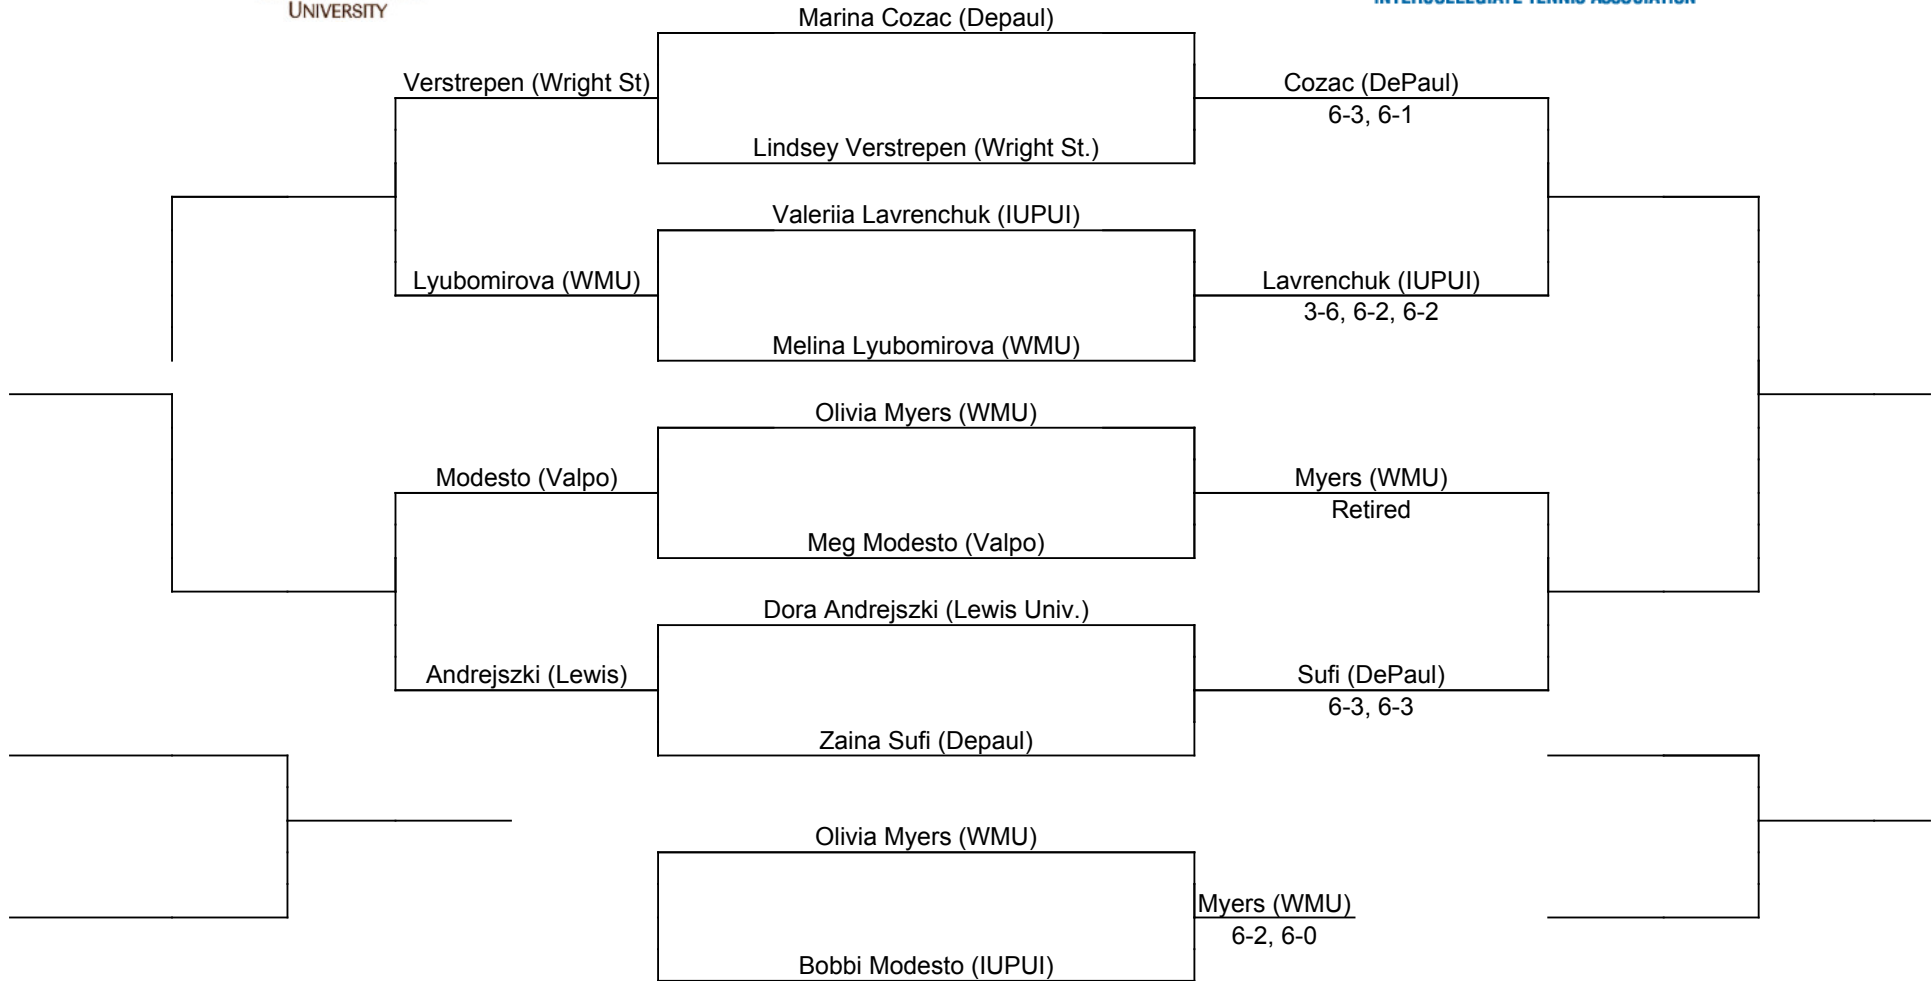 UNIVERSITY
INTERCOLLEGIATE TENNIS ASSOCIATION
Marina Cozac (Depaul)
Verstrepen (Wright St)
Cozac (DePaul)
6-3, 6-1
Lindsey Verstrepen (Wright St.)
Valeriia Lavrenchuk (IUPUI)
Lyubomirova (WMU)
Lavrenchuk (IUPUI)
3-6, 6-2, 6-2
Melina Lyubomirova (WMU)
Olivia Myers (WMU)
Modesto (Valpo)
Myers (WMU)
Retired
Meg Modesto (Valpo)
Dora Andrejszki (Lewis Univ.)
Andrejszki (Lewis)
Sufi (DePaul)
6-3, 6-3
Zaina Sufi (Depaul)
Olivia Myers (WMU)
Myers (WMU)
6-2, 6-0
Bobbi Modesto (IUPUI)